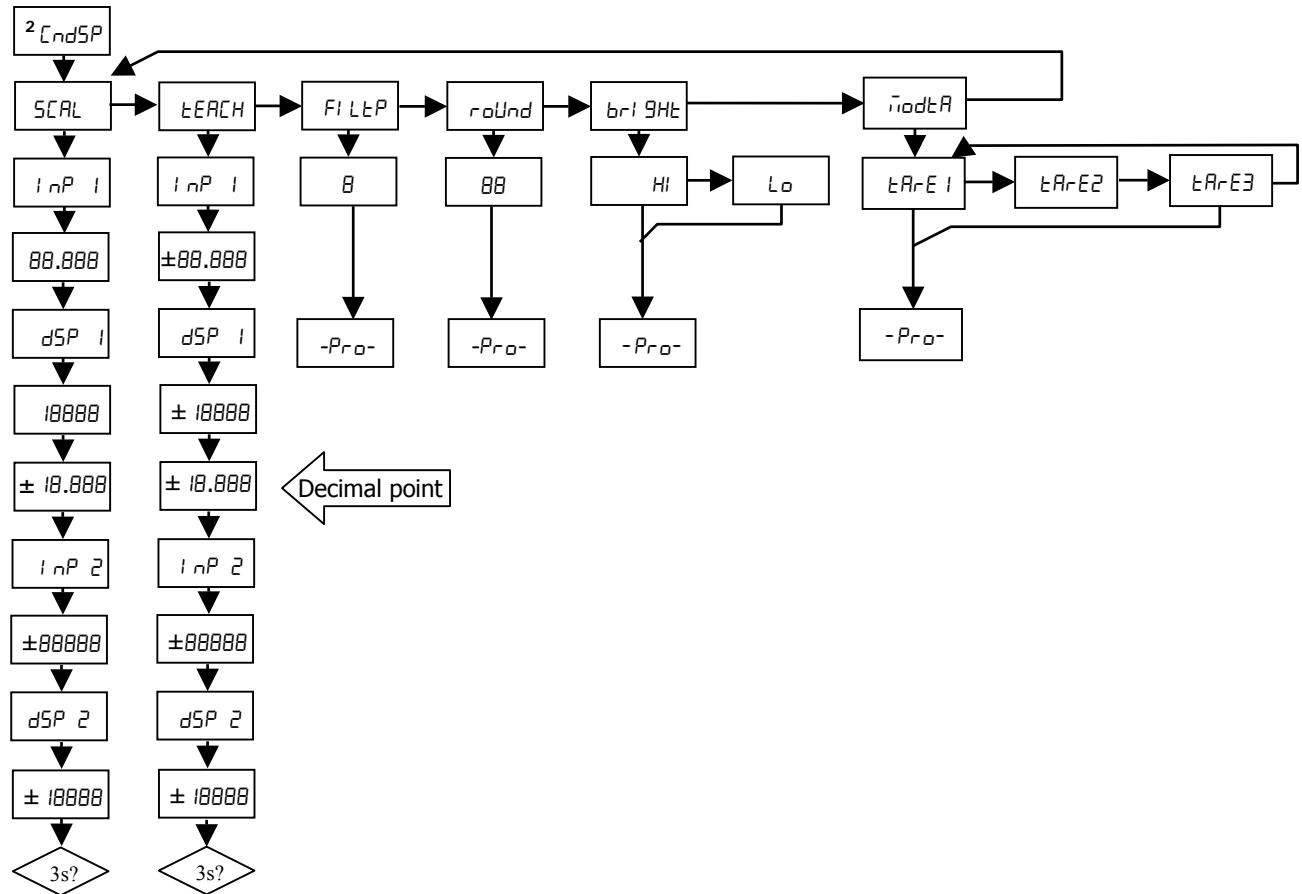 ² CndSP
SCAL tEACH FILtP roUnd briGHt ModtA
InP 1 InP 1 8 88 HI Lo tArE1 tArE2 tArE3
88.888 ±88.888
dSP 1 dSP 1 -Pro- -Pro- -Pro- -Pro-
18888 ±18888
±18.888 ±18.888 Decimal point
InP 2 InP 2
±88888 ±88888
dSP 2 dSP 2
±18888 ±18888
3s? 3s?